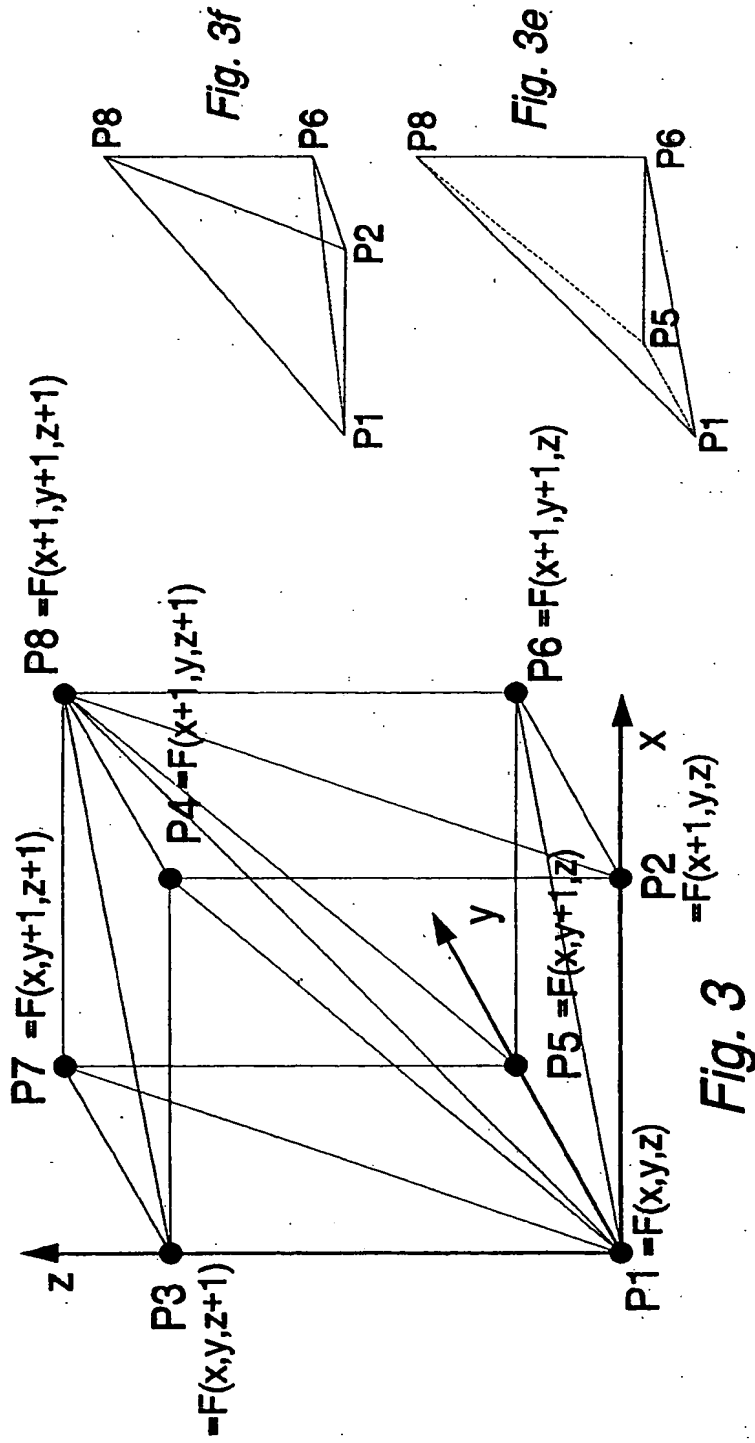 z
P7 =F(x,y+1,z+1)
P8 =F(x+1,y+1,z+1)
P3
=F(x,y,z+1)
P4 =F(x+1,y,z+1)
y
P5 =F(x,y+1,z)
P6 =F(x+1,y+1,z)
P1 =F(x,y,z)
P2
=F(x+1,y,z)
x
Fig. 3
P8
P6
P2
P1
Fig. 3f
P8
P5
P6
P1
Fig. 3e